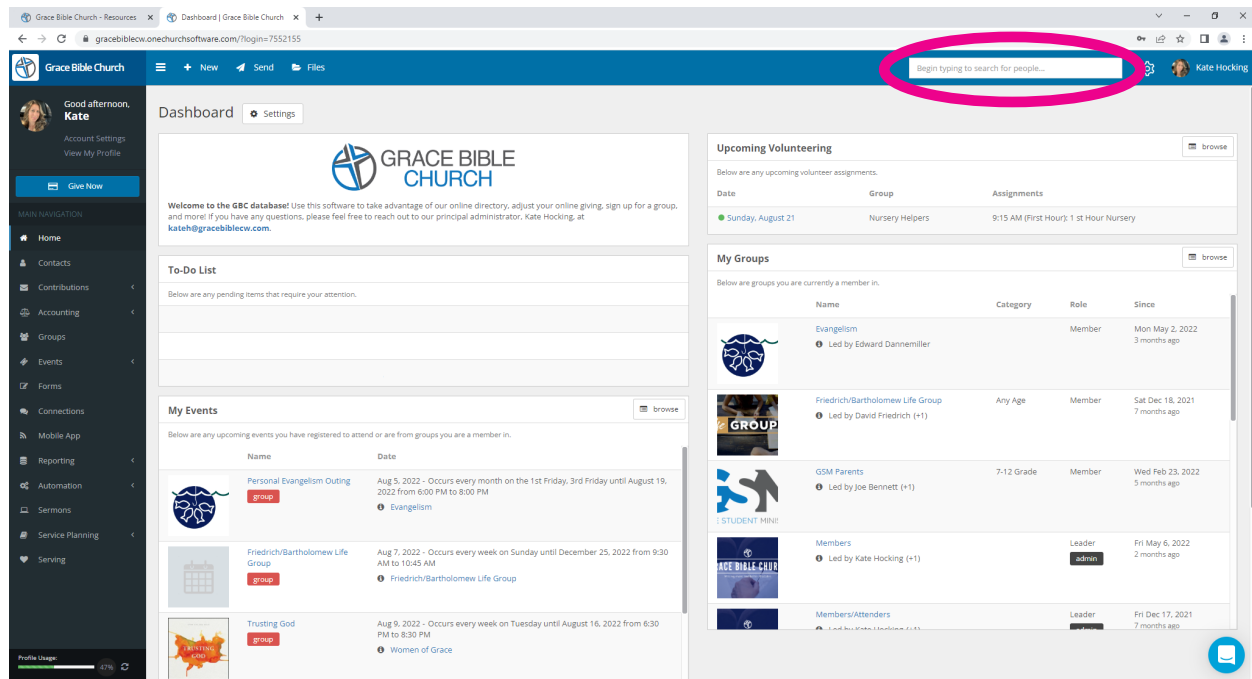 Grace Bible Church - Resources
Dashboard | Grace Bible Church
gracebiblecw.onechurchsoftware.com/?login=7552155
Grace Bible Church
New
Send
Files
Begin typing to search for people...
Kate Hocking
Good afternoon,
Kate
Account Settings
View My Profile
Give Now
MAIN NAVIGATION
Home
Contacts
Contributions
Accounting
Groups
Events
Forms
Connections
Mobile App
Reporting
Automation
Sermons
Service Planning
Serving
Profile Usage:
47%
Dashboard
Settings
GRACE BIBLE
CHURCH
Welcome to the GBC database! Use this software to take advantage of our online directory, adjust your online giving, sign up for a group,
and more! If you have any questions, please feel free to reach out to our principal administrator, Kate Hocking, at
kateh@gracebiblecw.com.
To-Do List
Below are any pending items that require your attention.
My Events
browse
Below are any upcoming events you have registered to attend or are from groups you are a member in.
Name Date
Personal Evangelism Outing
group
Aug 5, 2022 - Occurs every month on the 1st Friday, 3rd Friday until August 19,
2022 from 6:00 PM to 8:00 PM
Evangelism
Friedrich/Bartholomew Life
Group
group
Aug 7, 2022 - Occurs every week on Sunday until December 25, 2022 from 9:30
AM to 10:45 AM
Friedrich/Bartholomew Life Group
TRUSTING
GOD
Trusting God
group
Aug 9, 2022 - Occurs every week on Tuesday until August 16, 2022 from 6:30
PM to 8:30 PM
Women of Grace
Upcoming Volunteering
browse
Below are any upcoming volunteer assignments.
Date Group Assignments
Sunday, August 21 Nursery Helpers 9:15 AM (First Hour): 1 st Hour Nursery
My Groups
browse
Below are groups you are currently a member in.
Name Category Role Since
Evangelism Member Mon May 2, 2022
Led by Edward Dannemiller 3 months ago
GROUP
Friedrich/Bartholomew Life Group Any Age Member Sat Dec 18, 2021
Led by David Friedrich (+1) 7 months ago
GSM
E STUDENT MINIS
GSM Parents 7-12 Grade Member Wed Feb 23, 2022
Led by Joe Bennett (+1) 5 months ago
RACE BIBLE CHUR
Members Leader Fri May 6, 2022
Led by Kate Hocking (+1) admin 2 months ago
Members/Attenders Leader Fri Dec 17, 2021
Led by Kate Hocking (+1) admin 7 months ago